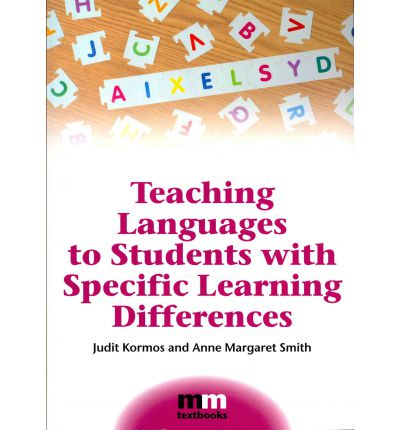 AIXELSYD
Teaching
Languages
to Students with
Specific Learning
Differences
Judit Kormos and Anne Margaret Smith
mm
textbooks